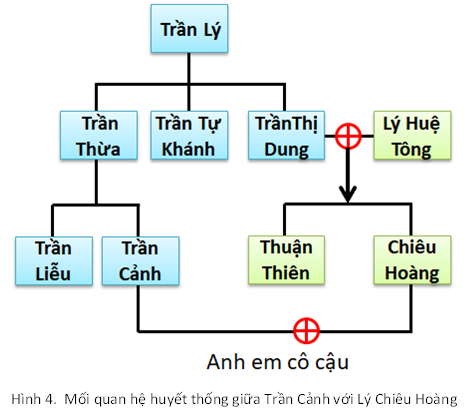 Trần Lý
Trần
Thừa
Trần Tự
Khánh
TrầnThị
Dung
Lý Huệ
Tông
Trần
Liễu
Trần
Cảnh
Thuận
Thiên
Chiêu
Hoàng
Anh em cô cậu
Hình 4. Mối quan hệ huyết thống giữa Trần Cảnh với Lý Chiêu Hoàng